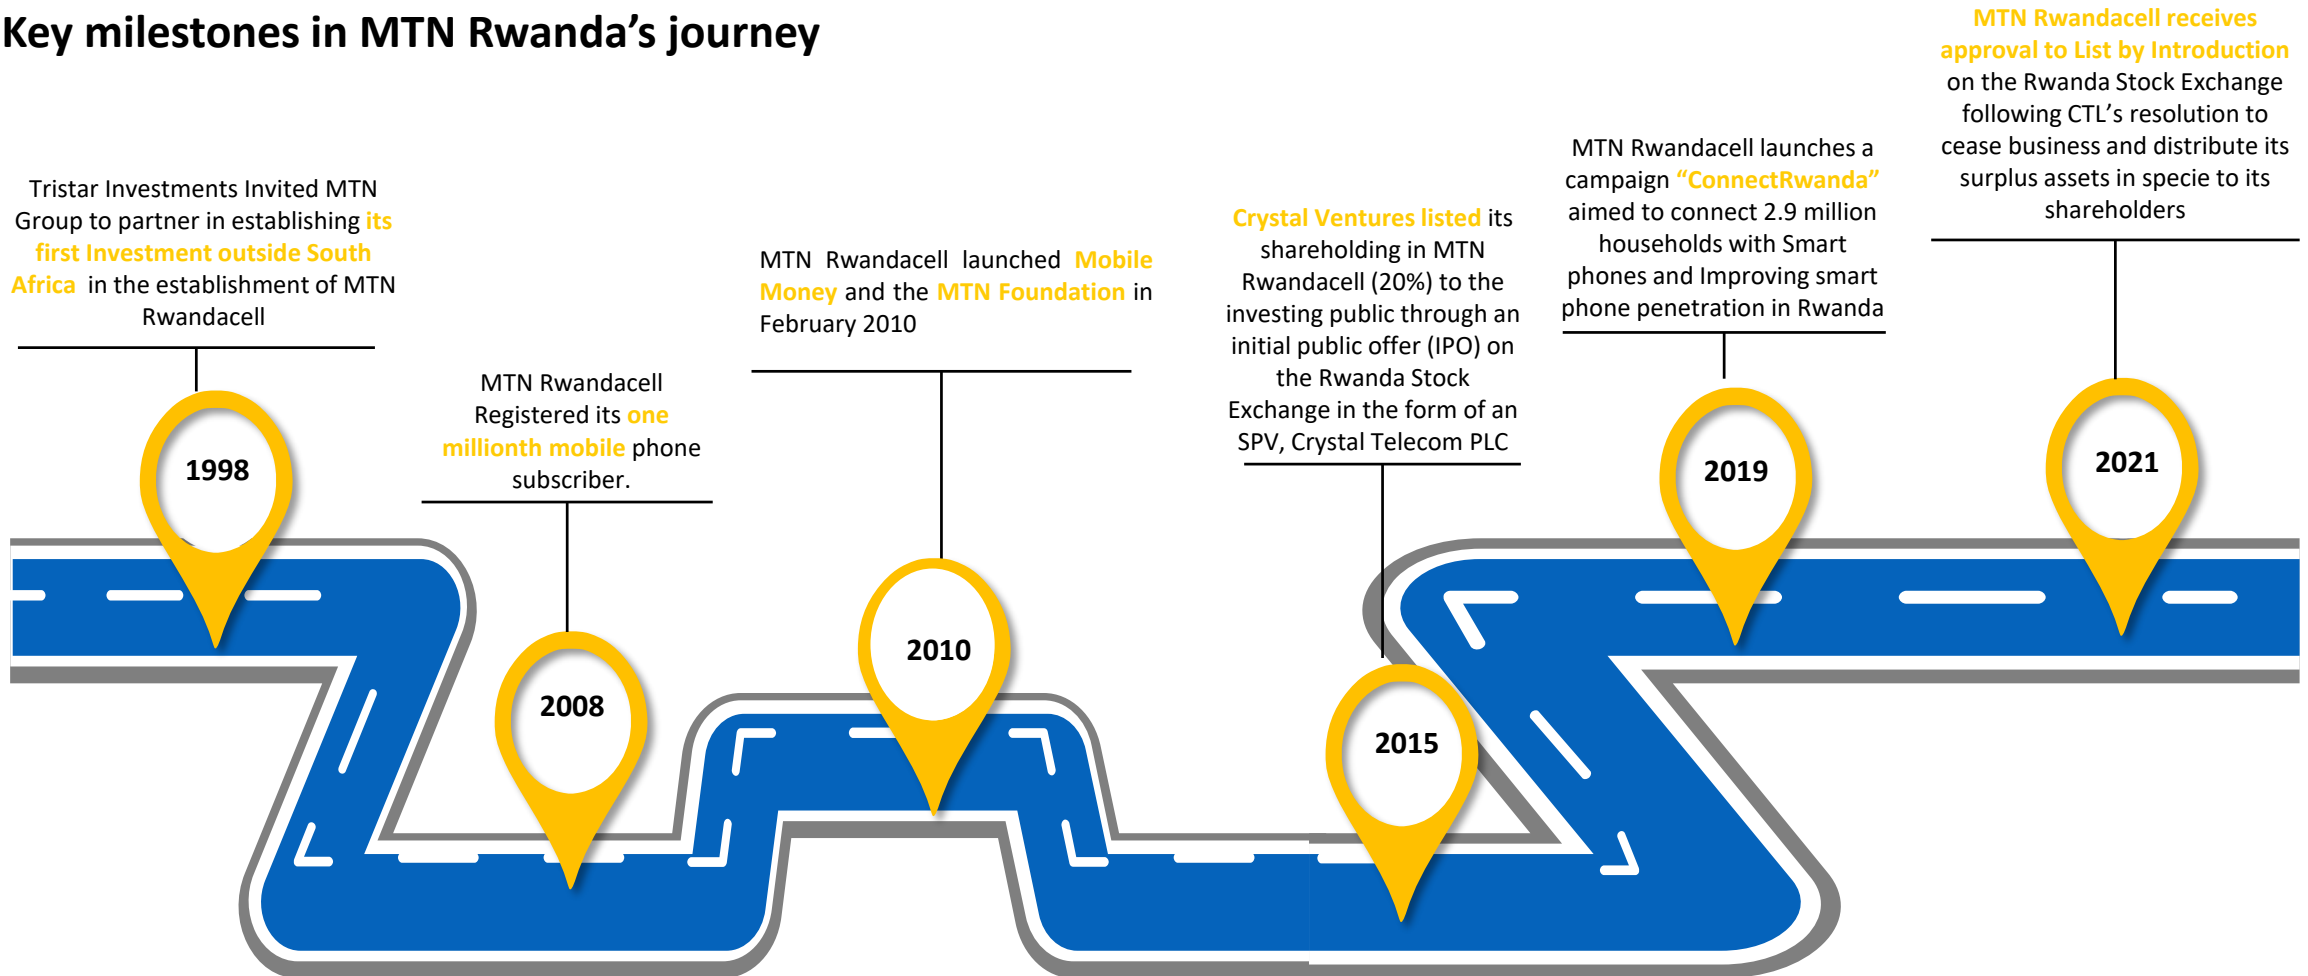 Key milestones in MTN Rwanda’s journey
Tristar Investments Invited MTN
Group to partner in establishing its
first Investment outside South
Africa in the establishment of MTN
Rwandacell
1998
MTN Rwandacell
Registered its one
millionth mobile phone
subscriber.
2008
MTN Rwandacell launched Mobile
Money and the MTN Foundation in
February 2010
2010
Crystal Ventures listed its
shareholding in MTN
Rwandacell (20%) to the
investing public through an
initial public offer (IPO) on
the Rwanda Stock
Exchange in the form of an
SPV, Crystal Telecom PLC
2015
MTN Rwandacell launches a
campaign “ConnectRwanda”
aimed to connect 2.9 million
households with Smart
phones and Improving smart
phone penetration in Rwanda
2019
MTN Rwandacell receives
approval to List by Introduction
on the Rwanda Stock Exchange
following CTL’s resolution to
cease business and distribute its
surplus assets in specie to its
shareholders
2021